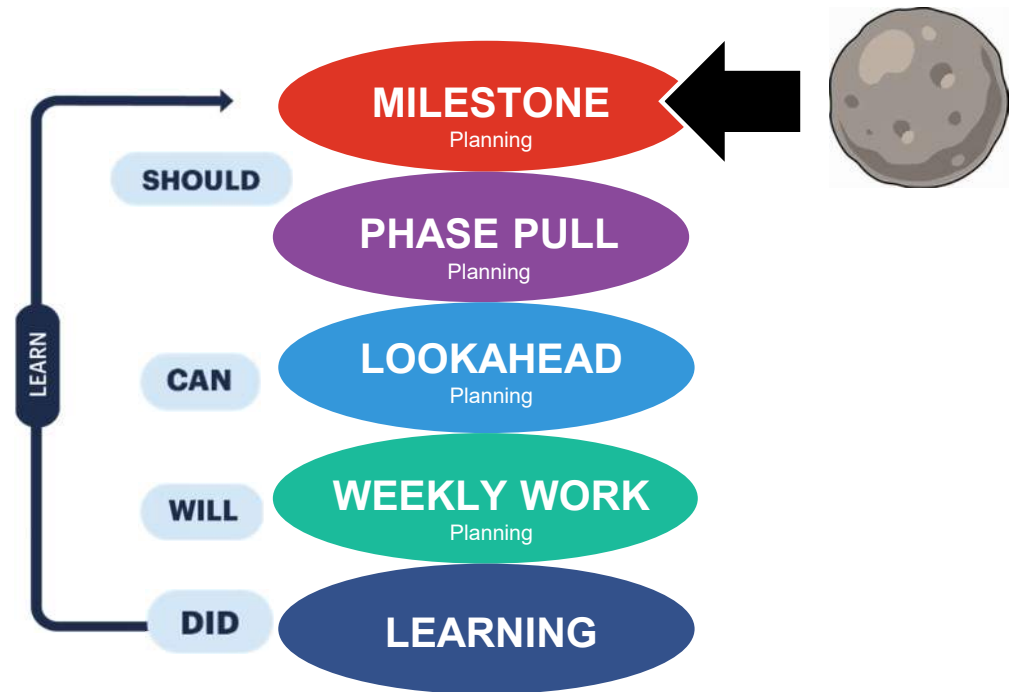 MILESTONE
Planning
SHOULD
PHASE PULL
Planning
LEARN
LOOKAHEAD
CAN
Planning
WEEKLY WORK
WILL
Planning
DID
LEARNING